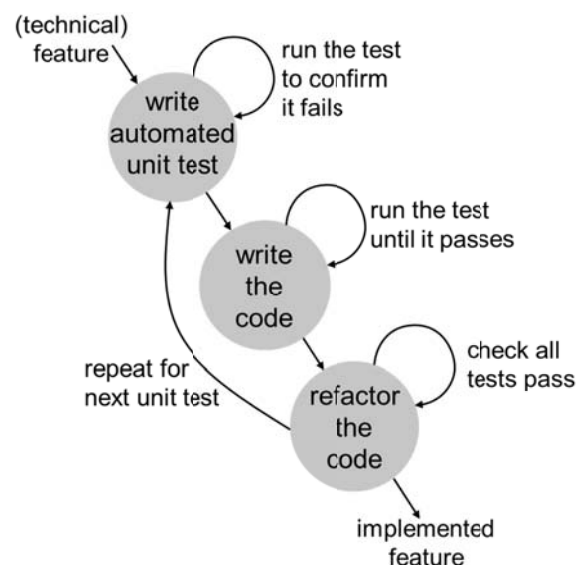 (technical)
feature
run the test
to confirm
it fails
write
automated
unit test
run the test
until it passes
write
the
code
check all
tests pass
repeat for
next unit test
refactor
the
code
implemented
feature